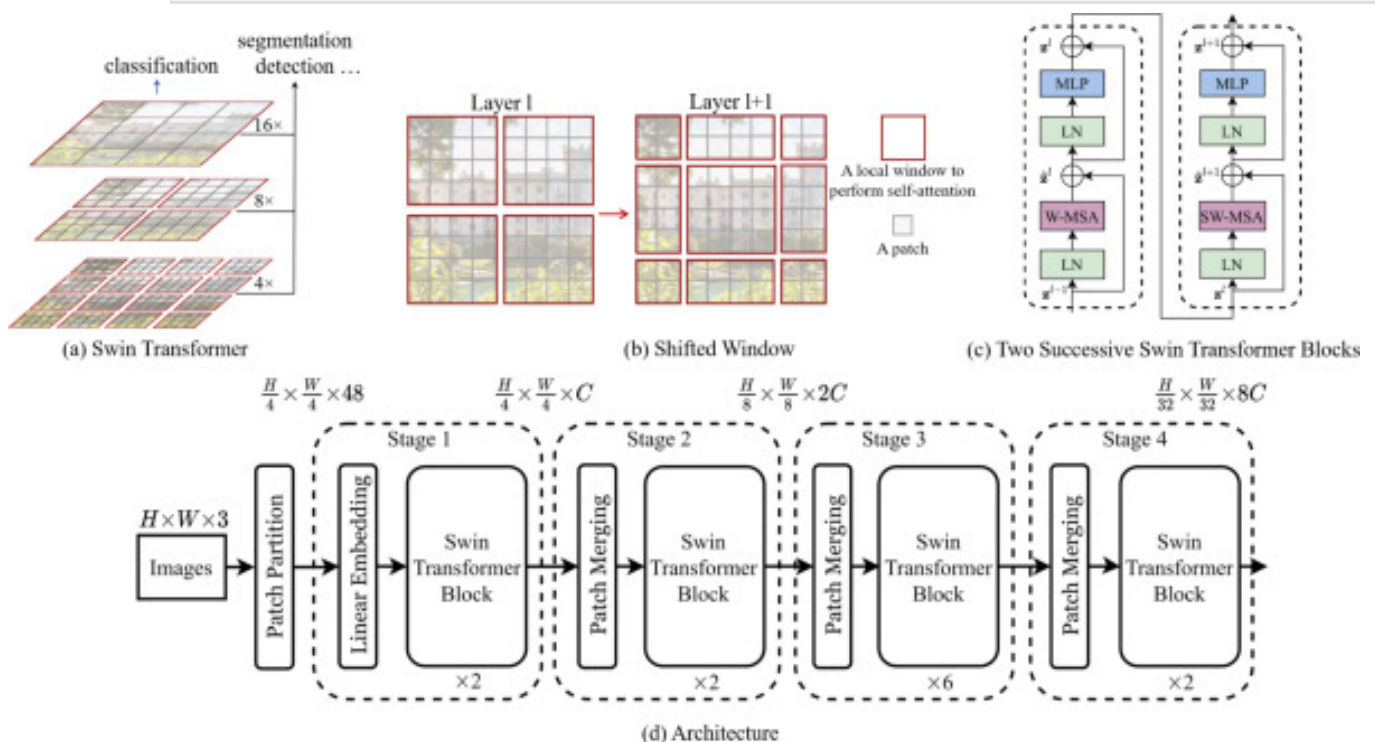 segmentation
detection ...
classification
16×
8×
4×
(a) Swin Transformer
Layer l
Layer l+1
A local window to
perform self-attention
A patch
(b) Shifted Window
z^l
MLP
LN
ẑ^l
W-MSA
LN
z^{l-1}
z^{l+1}
MLP
LN
ẑ^{l+1}
SW-MSA
LN
z^l
(c) Two Successive Swin Transformer Blocks
H/4 × W/4 × 48
H/4 × W/4 × C
H/8 × W/8 × 2C
H/32 × W/32 × 8C
Stage 1
Stage 2
Stage 3
Stage 4
H×W×3
Images
Patch Partition
Linear Embedding
Swin
Transformer
Block
×2
Patch Merging
Swin
Transformer
Block
×2
Patch Merging
Swin
Transformer
Block
×6
Patch Merging
Swin
Transformer
Block
×2
(d) Architecture